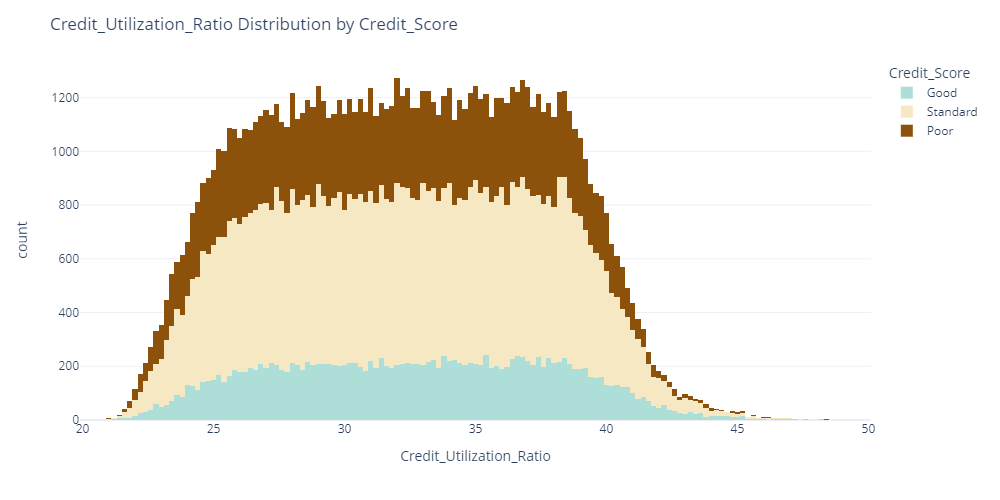 Credit_Utilization_Ratio Distribution by Credit_Score
Credit_Score
Good
Standard
Poor
1200
1000
800
600
400
200
0
count
20 25 30 35 40 45 50
Credit_Utilization_Ratio